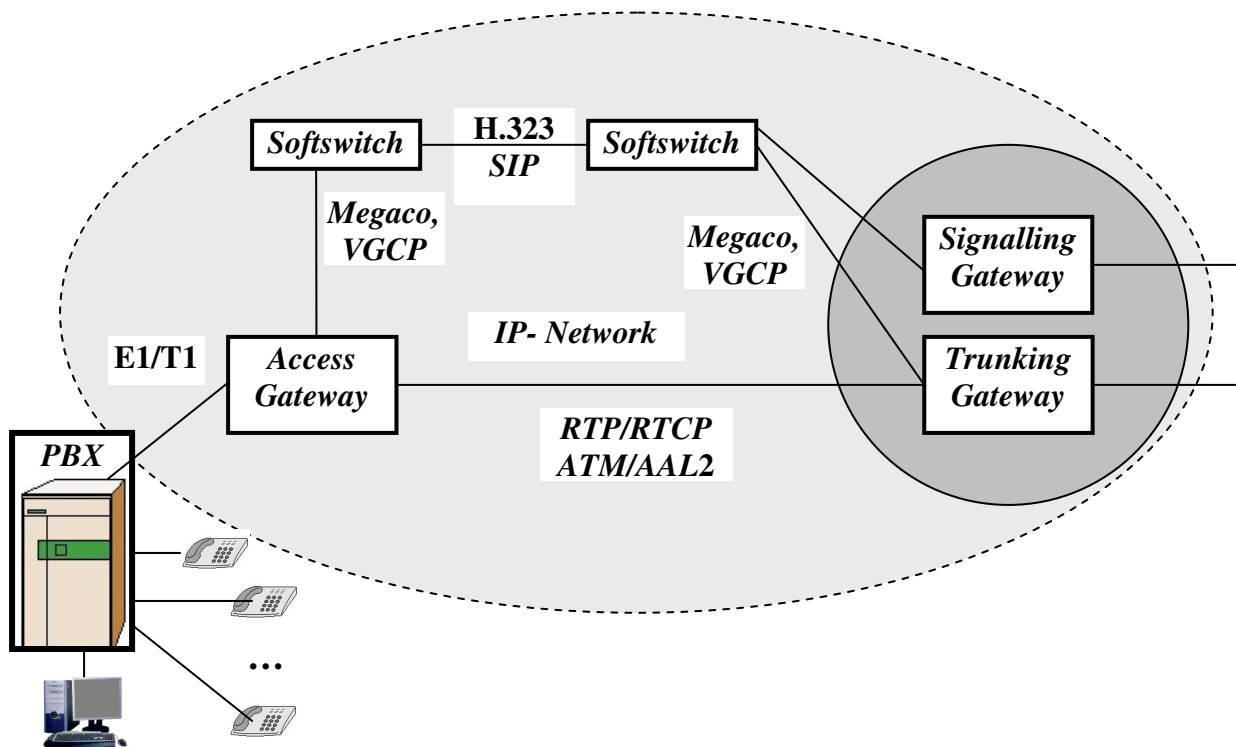 Softswitch
H.323
SIP
Softswitch
Megaco,
VGCP
Megaco,
VGCP
Signalling
Gateway
IP- Network
E1/T1
Access
Gateway
Trunking
Gateway
RTP/RTCP
ATM/AAL2
PBX
...